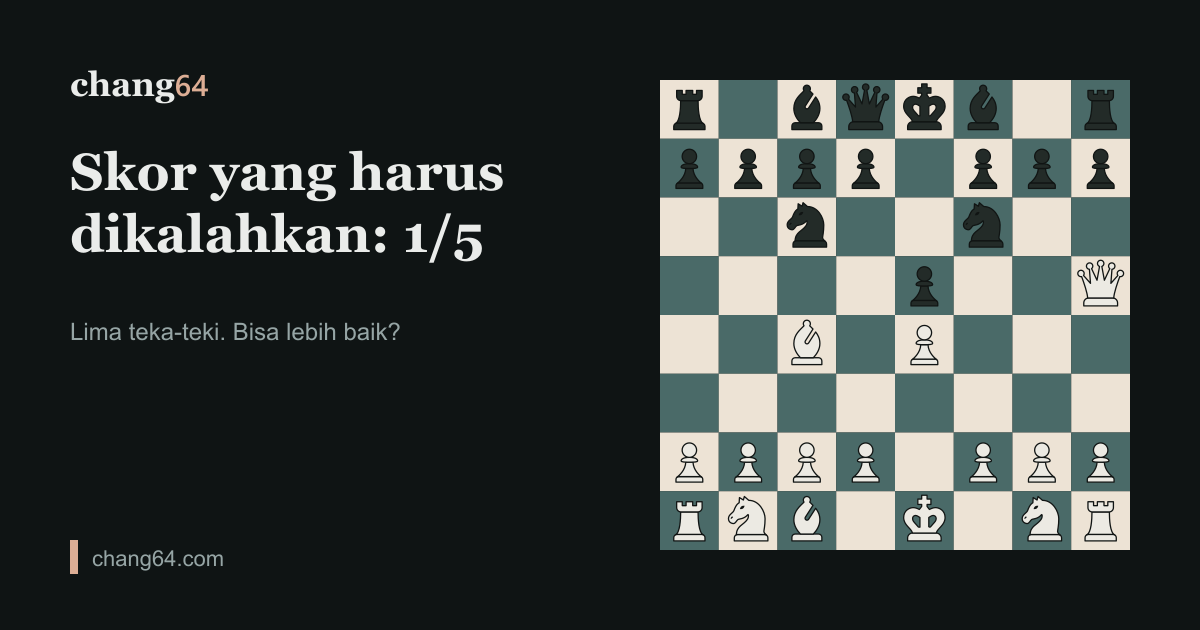 chang64
Skor yang harus
dikalahkan: 1/5
Lima teka-teki. Bisa lebih baik?
chang64.com